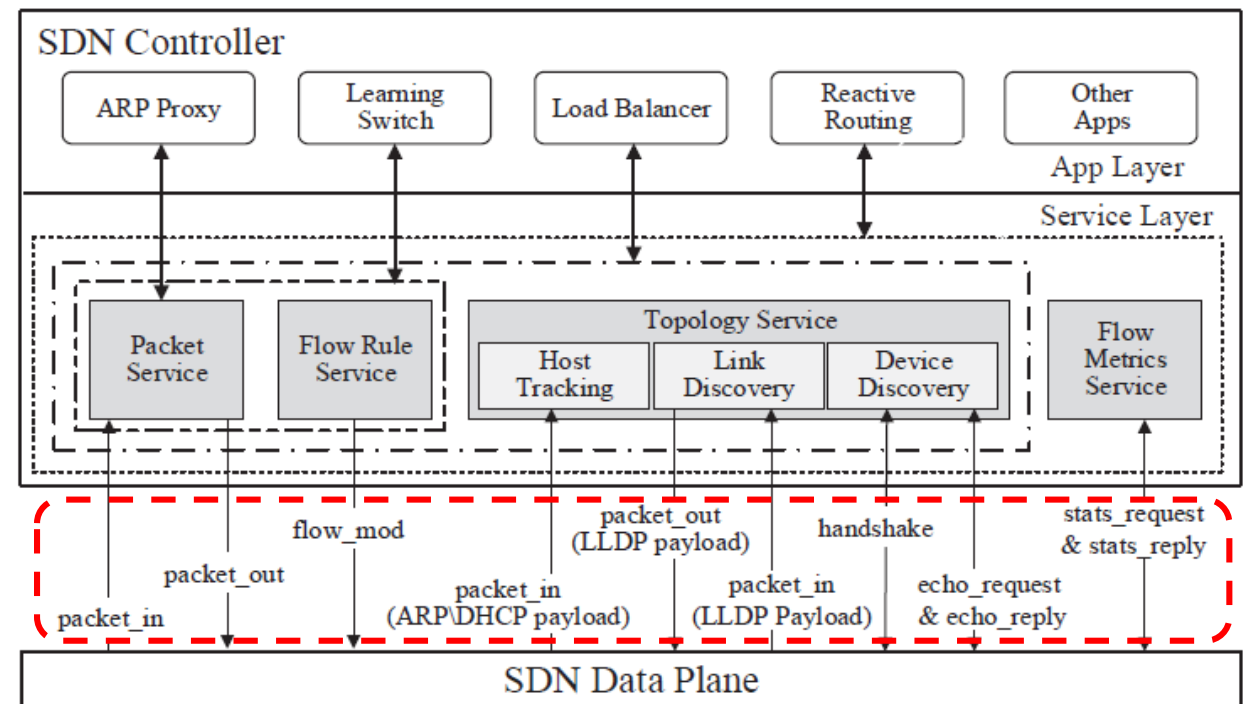 SDN Controller
ARP Proxy
Learning
Switch
Load Balancer
Reactive
Routing
Other
Apps
App Layer
Service Layer
Packet
Service
Flow Rule
Service
Topology Service
Host
Tracking
Link
Discovery
Device
Discovery
Flow
Metrics
Service
packet_in
packet_out
flow_mod
packet_in
(ARP\DHCP payload)
packet_out
(LLDP payload)
packet_in
(LLDP Payload)
handshake
echo_request
& echo_reply
stats_request
& stats_reply
SDN Data Plane